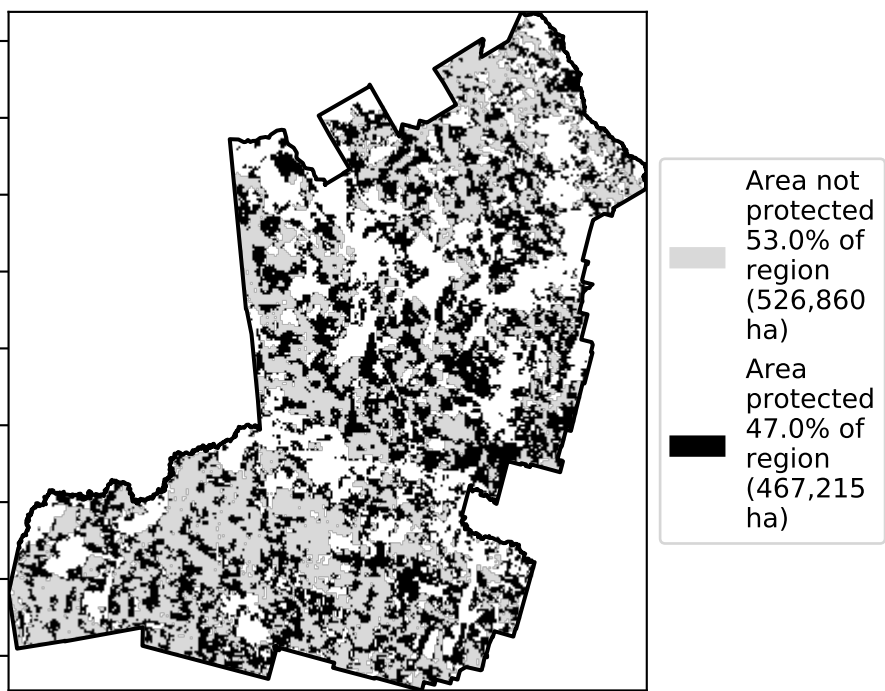 Area not
protected
53.0% of
region
(526,860
ha)
Area
protected
47.0% of
region
(467,215
ha)